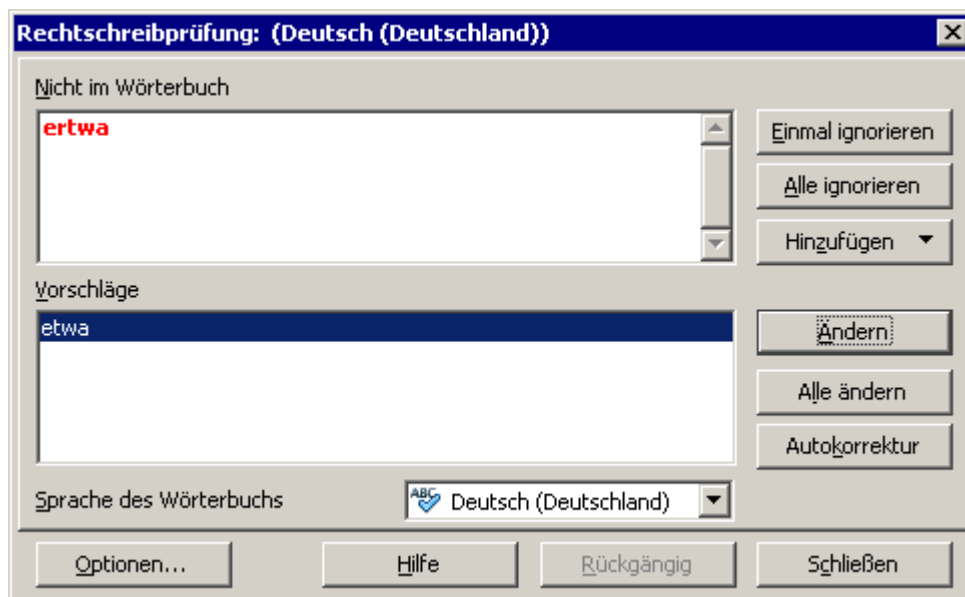 Rechtschreibprüfung: (Deutsch (Deutschland))
Nicht im Wörterbuch
ertwa
Einmal ignorieren
Alle ignorieren
Hinzufügen
Vorschläge
etwa
Ändern
Alle ändern
Autokorrektur
Sprache des Wörterbuchs
ABC Deutsch (Deutschland)
Optionen...
Hilfe
Rückgängig
Schließen